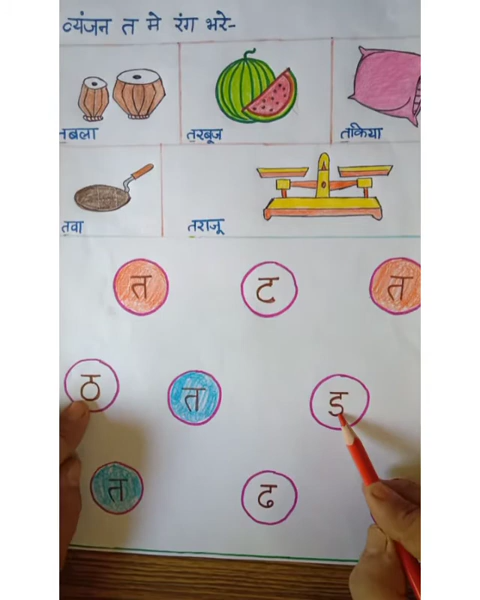 व्यंजन त मे रंग भरे-
तबला तरबूज तकिया
तवा तराजू
त ट त
ठ त ड
त ढ